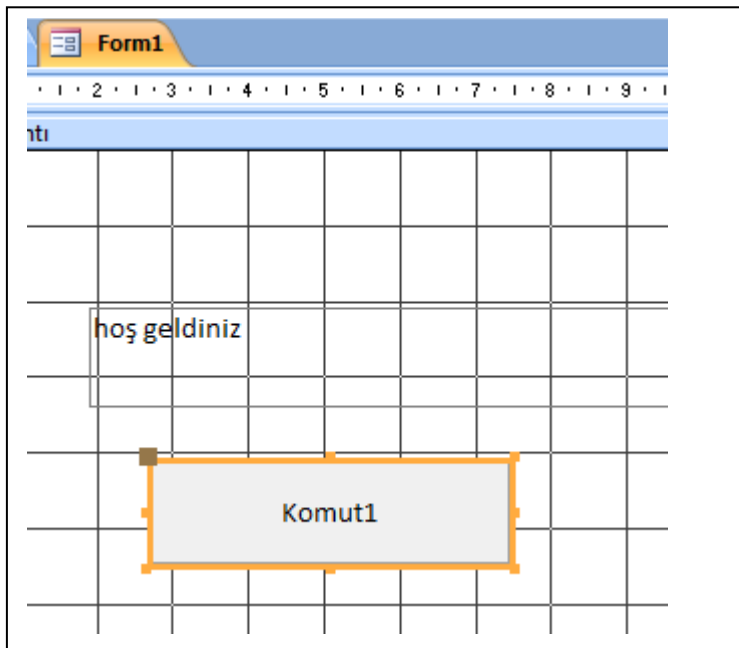 Form1
· ı · 2 · ı · 3 · ı · 4 · ı · 5 · ı · 6 · ı · 7 · ı · 8 · ı · 9 · ı
ntı
hoş geldiniz
Komut1